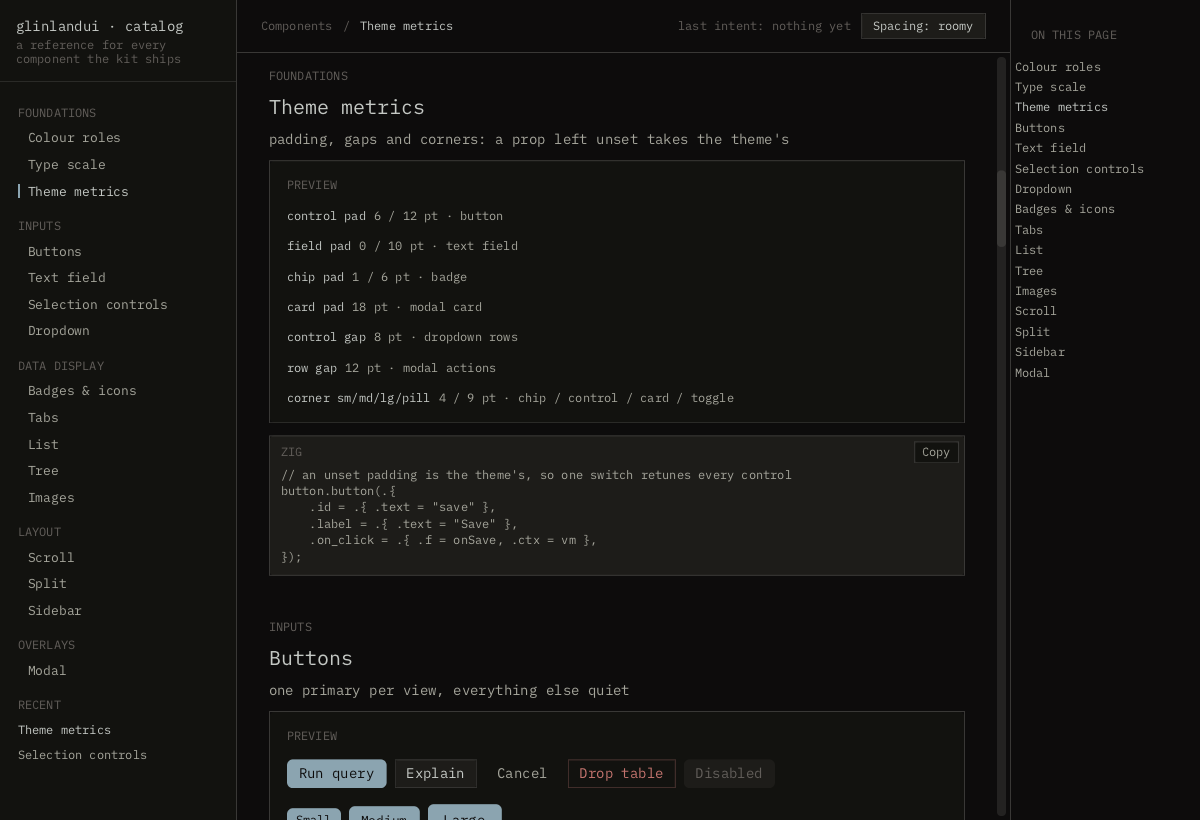 glinlandui · catalog
a reference for every
component the kit ships
FOUNDATIONS
Colour roles
Type scale
Theme metrics
INPUTS
Buttons
Text field
Selection controls
Dropdown
DATA DISPLAY
Badges & icons
Tabs
List
Tree
Images
LAYOUT
Scroll
Split
Sidebar
OVERLAYS
Modal
RECENT
Theme metrics
Selection controls
Components / Theme metrics
last intent: nothing yet
Spacing: roomy
FOUNDATIONS
Theme metrics
padding, gaps and corners: a prop left unset takes the theme's
PREVIEW
control pad 6 / 12 pt · button
field pad 0 / 10 pt · text field
chip pad 1 / 6 pt · badge
card pad 18 pt · modal card
control gap 8 pt · dropdown rows
row gap 12 pt · modal actions
corner sm/md/lg/pill 4 / 9 pt · chip / control / card / toggle
ZIG
Copy
// an unset padding is the theme's, so one switch retunes every control
button.button(.{
    .id = .{ .text = "save" },
    .label = .{ .text = "Save" },
    .on_click = .{ .f = onSave, .ctx = vm },
});
INPUTS
Buttons
one primary per view, everything else quiet
PREVIEW
Run query Explain Cancel Drop table Disabled
Small Medium Large
ON THIS PAGE
Colour roles
Type scale
Theme metrics
Buttons
Text field
Selection controls
Dropdown
Badges & icons
Tabs
List
Tree
Images
Scroll
Split
Sidebar
Modal